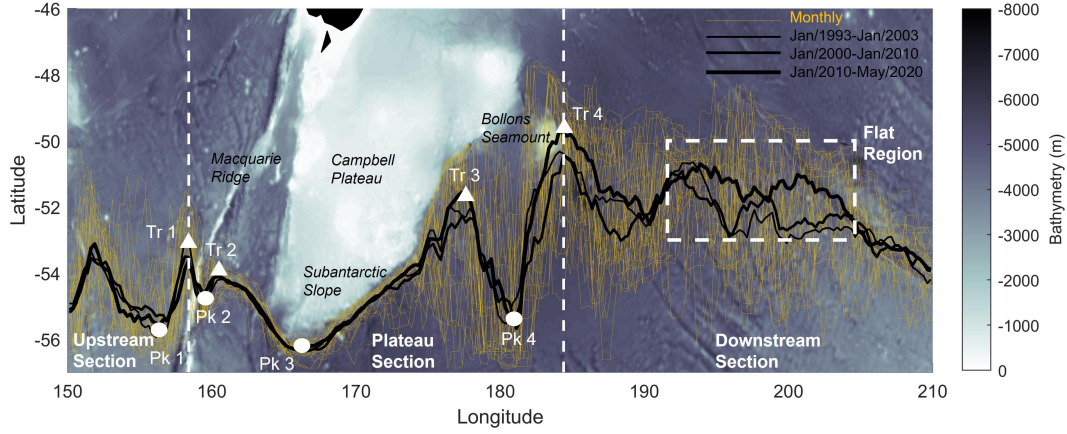 -46
-48
-50
-52
-54
-56
Latitude
150
160
170
180
190
200
210
Longitude
Monthly
Jan/1993-Jan/2003
Jan/2000-Jan/2010
Jan/2010-May/2020
Tr 1
Tr 2
Tr 3
Tr 4
Pk 1
Pk 2
Pk 3
Pk 4
Macquarie
Ridge
Campbell
Plateau
Subantarctic
Slope
Bollons
Seamount
Flat
Region
Upstream
Section
Plateau
Section
Downstream
Section
-8000
-7000
-6000
-5000
-4000
-3000
-2000
-1000
0
Bathymetry (m)